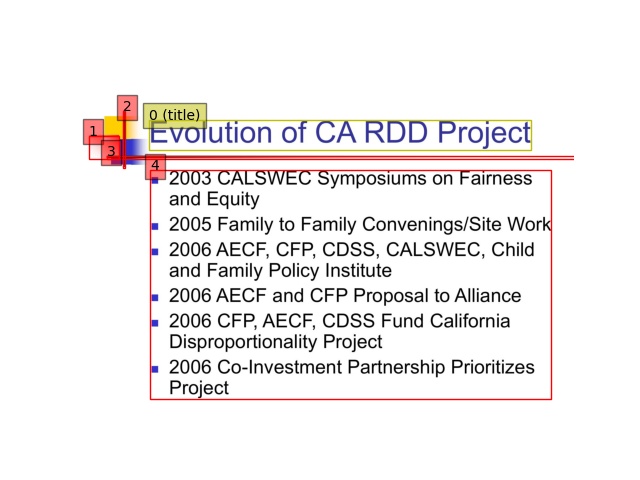 2
0 (title)
1
Evolution of CA RDD Project
3
4
2003 CALSWEC Symposiums on Fairness
and Equity
2005 Family to Family Convenings/Site Work
2006 AECF, CFP, CDSS, CALSWEC, Child
and Family Policy Institute
2006 AECF and CFP Proposal to Alliance
2006 CFP, AECF, CDSS Fund California
Disproportionality Project
2006 Co-Investment Partnership Prioritizes
Project